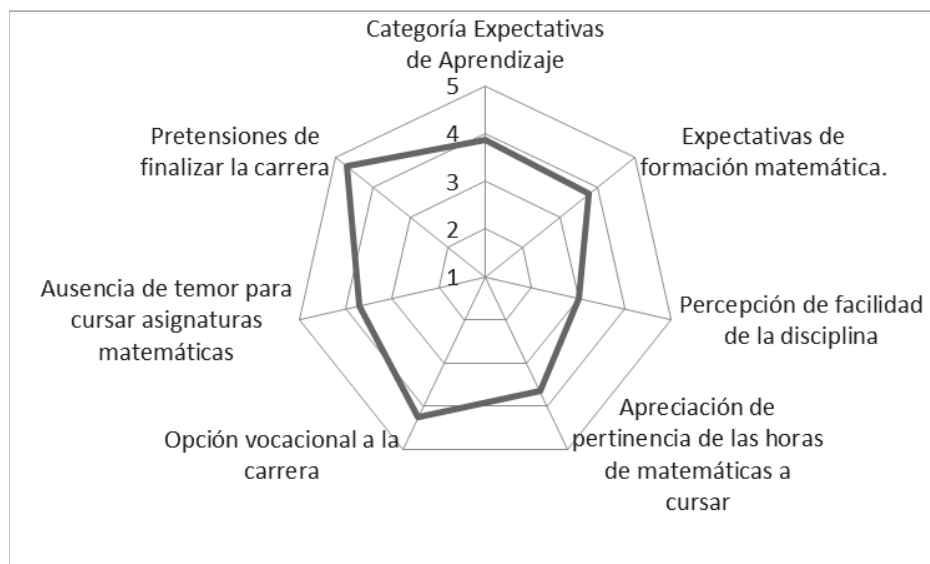 Categoría Expectativas
de Aprendizaje
5
4
3
2
1
Expectativas de
formación matemática.
Percepción de facilidad
de la disciplina
Apreciación de
pertinencia de las horas
de matemáticas a
cursar
Opción vocacional a la
carrera
Ausencia de temor para
cursar asignaturas
matemáticas
Pretensiones de
finalizar la carrera